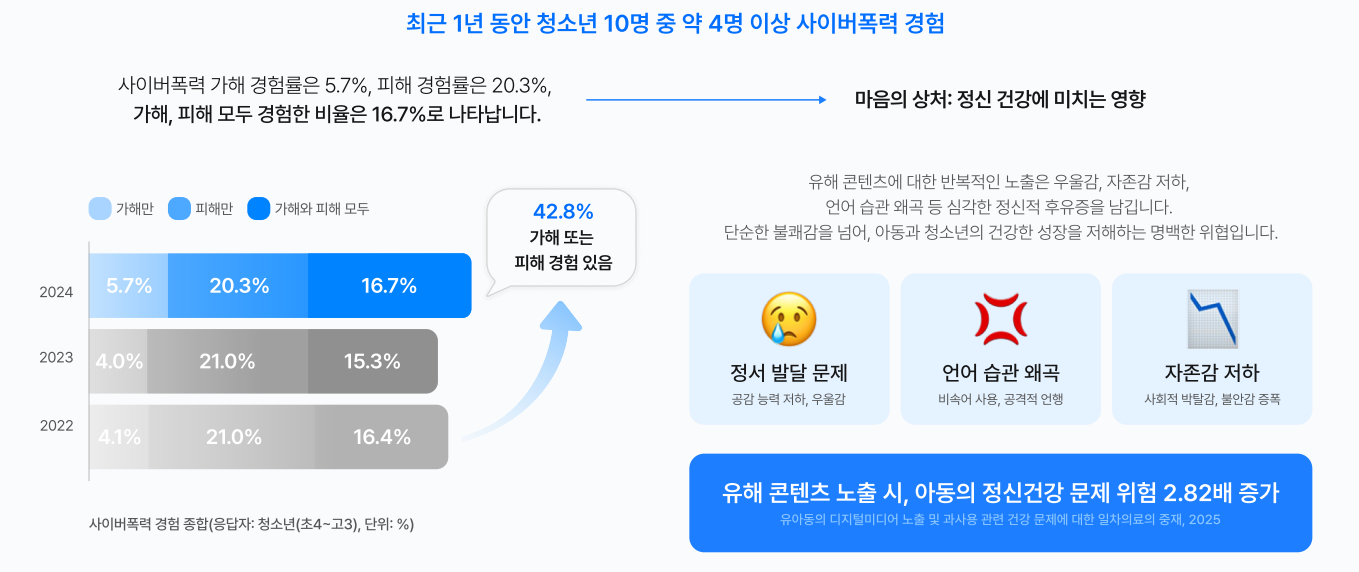 최근 1년 동안 청소년 10명 중 약 4명 이상 사이버폭력 경험
사이버폭력 가해 경험률은 5.7%, 피해 경험률은 20.3%,
가해, 피해 모두 경험한 비율은 16.7%로 나타납니다.
마음의 상처: 정신 건강에 미치는 영향
가해만 피해만 가해와 피해 모두
42.8%
가해 또는
피해 경험 있음
2024 5.7% 20.3% 16.7%
2023 4.0% 21.0% 15.3%
2022 4.1% 21.0% 16.4%
사이버폭력 경험 종합(응답자: 청소년(초4~고3), 단위: %)
유해 콘텐츠에 대한 반복적인 노출은 우울감, 자존감 저하,
언어 습관 왜곡 등 심각한 정신적 후유증을 남깁니다.
단순한 불쾌감을 넘어, 아동과 청소년의 건강한 성장을 저해하는 명백한 위협입니다.
정서 발달 문제
공감 능력 저하, 우울감
언어 습관 왜곡
비속어 사용, 공격적 언행
자존감 저하
사회적 박탈감, 불안감 증폭
유해 콘텐츠 노출 시, 아동의 정신건강 문제 위험 2.82배 증가
유아동의 디지털미디어 노출 및 과사용 관련 건강 문제에 대한 일차의료의 중재, 2025